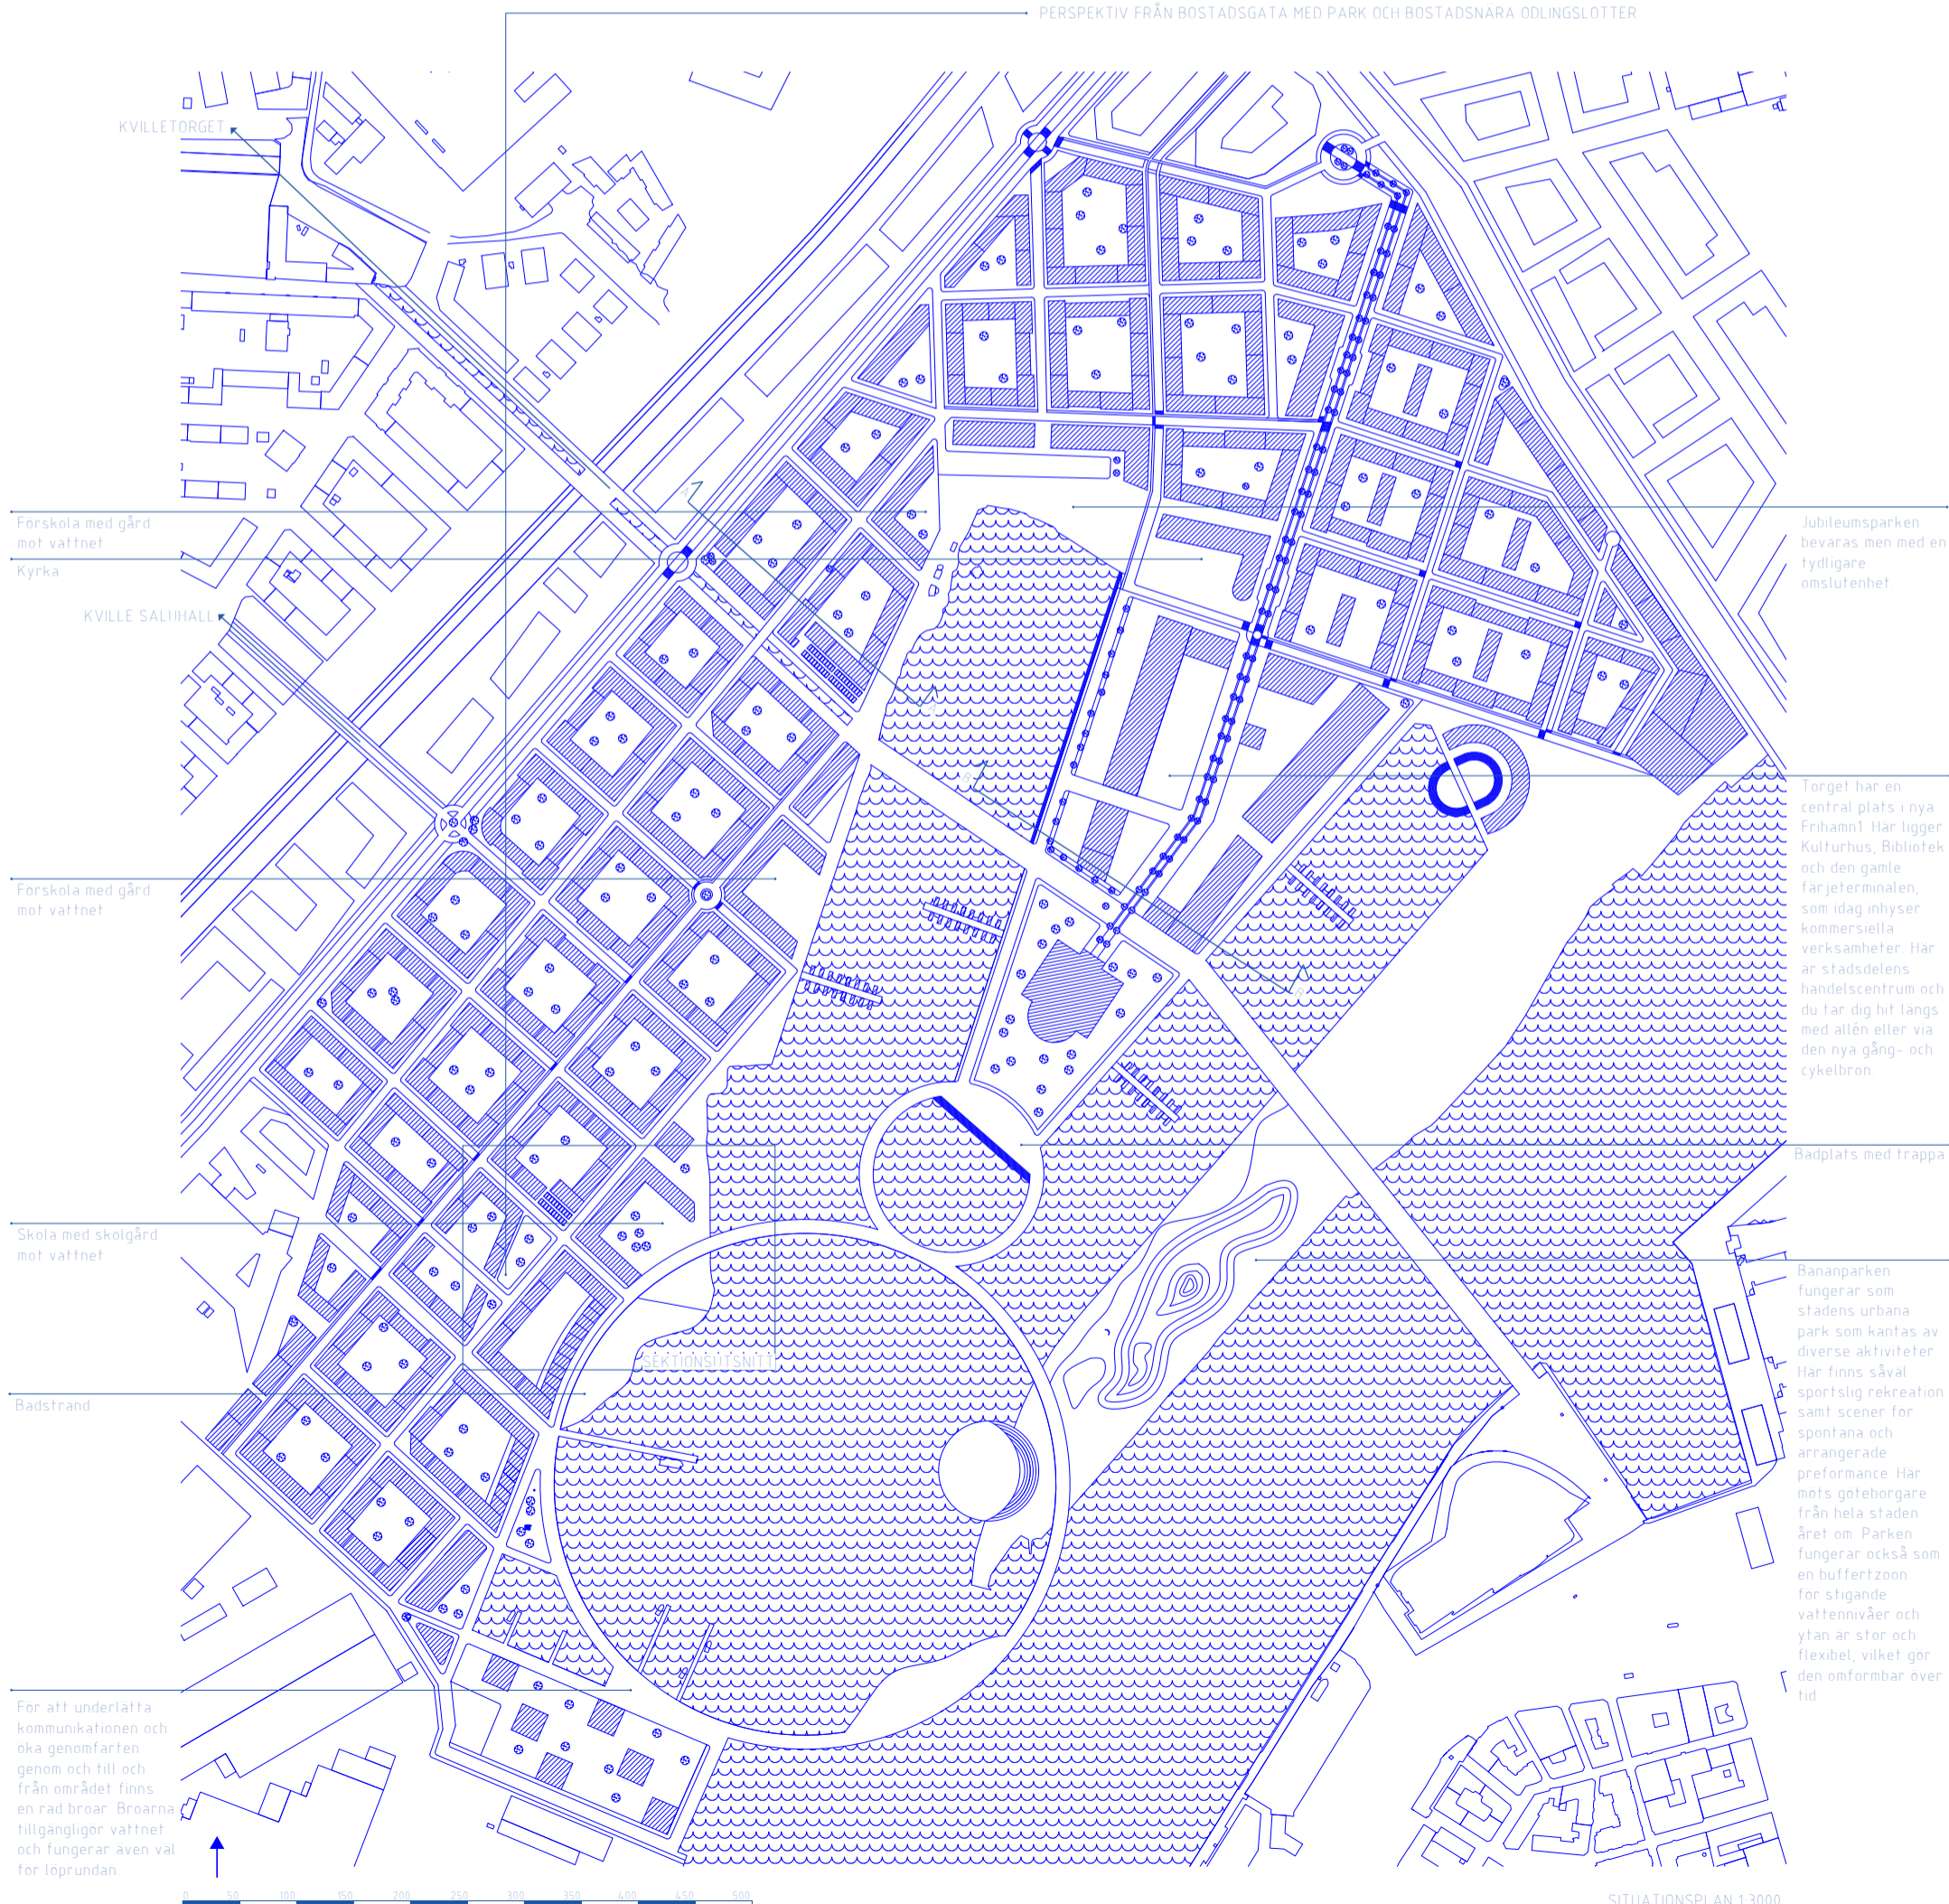 PERSPEKTIV FRÅN BOSTADSGATA MED PARK OCH BOSTADSNÄRA ODLINGSLOTTER
KVILLETORGET
Förskola med gård
mot vattnet
Kyrka
KVILLE SALUHALL
Förskola med gård
mot vattnet
Skola med skolgård
mot vattnet
Badstrand
För att underlätta
kommunikationen och
öka genomfarten
genom och till och
från området finns
en rad broar. Broarna
tillgängligör vattnet
och fungerar även väl
för löprundan.
A
A
B
B
SEKTIONSUTSNITT
Jubileumsparken
bevaras men med en
tydligare
omslutenhet.
Torget har en
central plats i nya
Frihamn1. Här ligger
Kulturhus, Bibliotek
och den gamle
färjeterminalen,
som idag inhyser
kommersiella
verksamheter. Här
är stadsdelens
handelscentrum och
du tar dig hit längs
med allén eller via
den nya gång- och
cykelbron.
Badplats med trappa
Bananparken
fungerar som
stadens urbana
park som kantas av
diverse aktiviteter.
Här finns såväl
sportslig rekreation
samt scener för
spontana och
arrangerade
preformance. Här
möts göteborgare
från hela staden
året om. Parken
fungerar också som
en buffertzoon
för stigande
vattennivåer och
ytan är stor och
flexibel, vilket gör
den omformbar över
tid.
0 50 100 150 200 250 300 350 400 450 500
SITUATIONSPLAN 1:3000